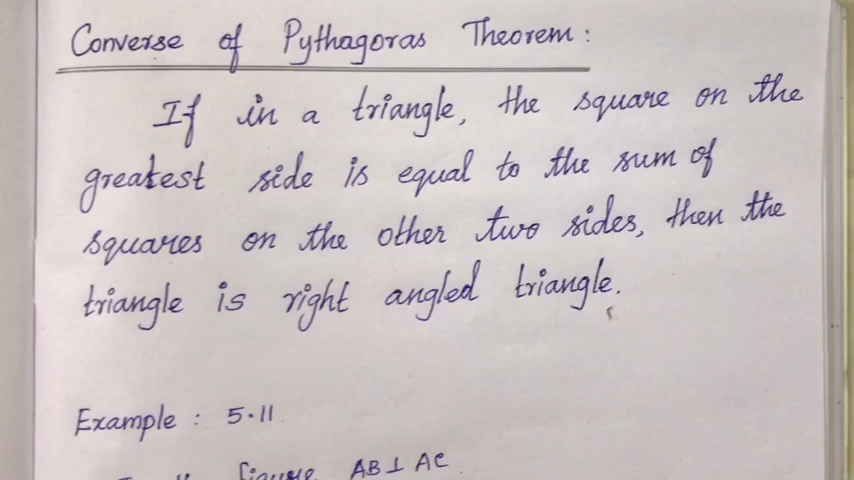 Converse of Pythagoras Theorem :
If in a triangle, the square on the
greatest side is equal to the sum of
squares on the other two sides, then the
triangle is right angled triangle.
Example : 5.11
figure AB⊥AC